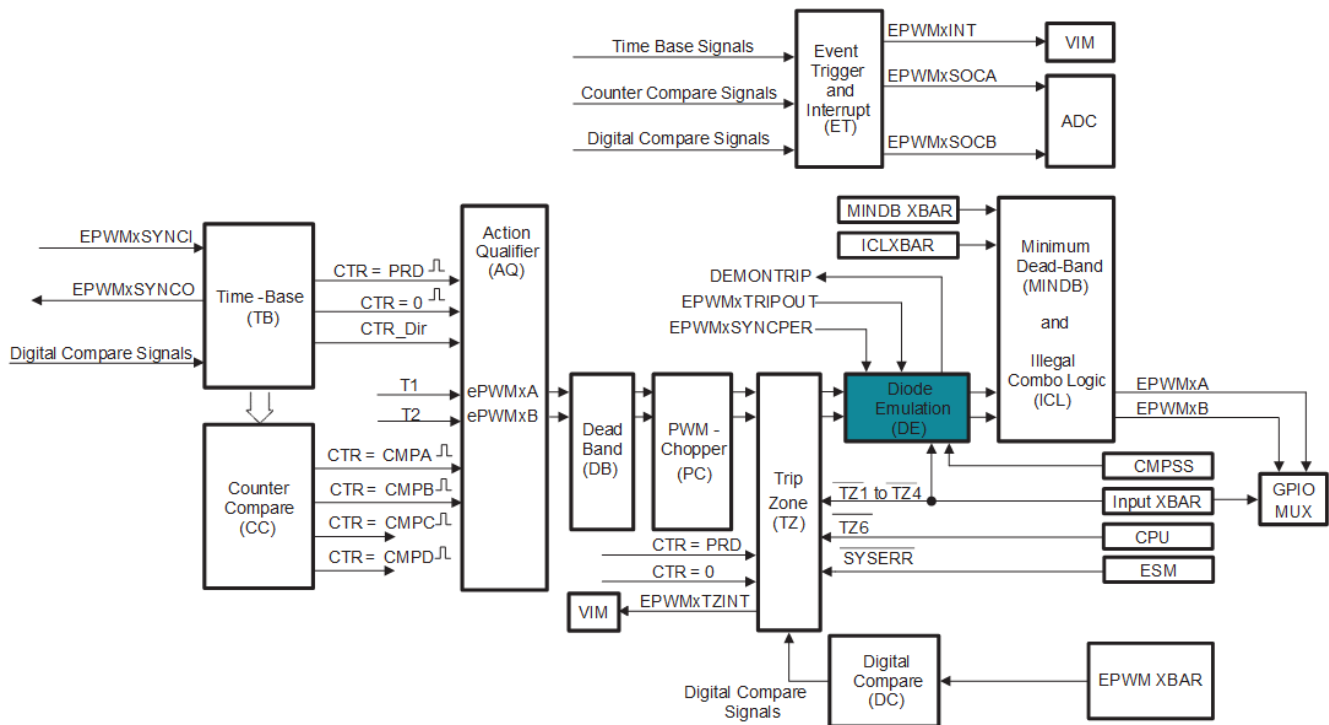 Time Base Signals
Counter Compare Signals
Digital Compare Signals
Event
Trigger
and
Interrupt
(ET)
EPWMxINT
EPWMxSOCA
EPWMxSOCB
VIM
ADC
EPWMxSYNCI
EPWMxSYNCO
Digital Compare Signals
Time -Base
(TB)
CTR = PRD
CTR = 0
CTR_Dir
T1
T2
Action
Qualifier
(AQ)
ePWMxA
ePWMxB
Counter
Compare
(CC)
CTR = CMPA
CTR = CMPB
CTR = CMPC
CTR = CMPD
Dead
Band
(DB)
PWM -
Chopper
(PC)
Trip
Zone
(TZ)
CTR = PRD
CTR = 0
EPWMxTZINT
VIM
DEMONTRIP
EPWMxTRIPOUT
EPWMxSYNCPER
Diode
Emulation
(DE)
MINDB XBAR
ICLXBAR
Minimum
Dead-Band
(MINDB)
and
Illegal
Combo Logic
(ICL)
EPWMxA
EPWMxB
CMPSS
TZ1 to TZ4
Input XBAR
GPIO
MUX
TZ6
CPU
SYSERR
ESM
Digital Compare
Signals
Digital
Compare
(DC)
EPWM XBAR